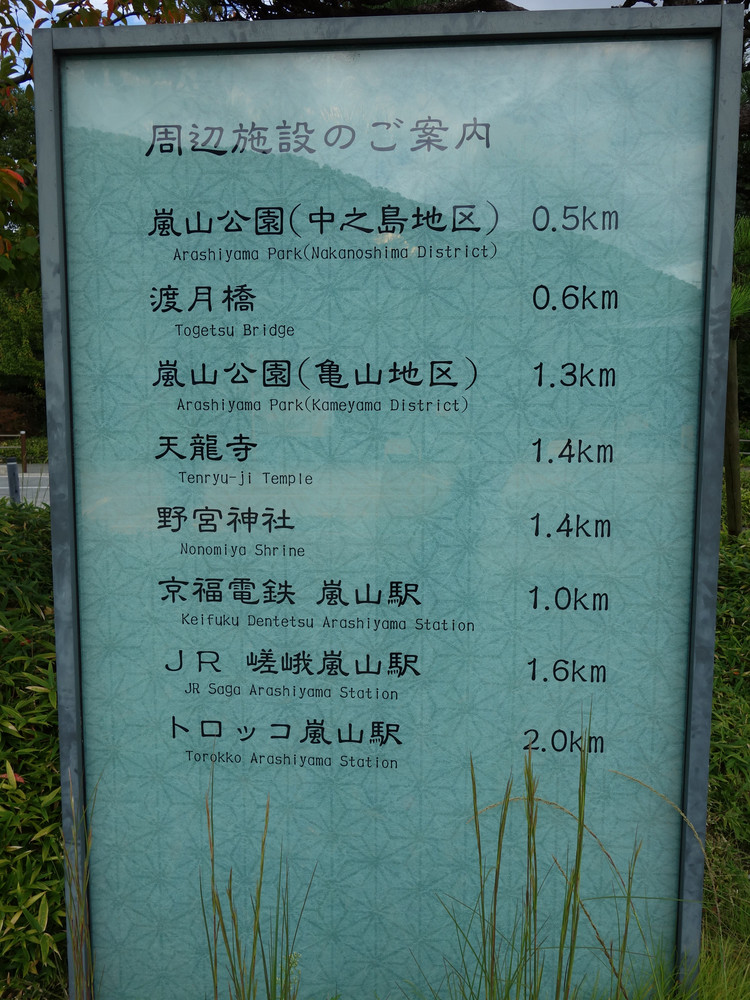 周辺施設のご案内
嵐山公園(中之島地区) 0.5km
Arashiyama Park(Nakanoshima District)
渡月橋 0.6km
Togetsu Bridge
嵐山公園(亀山地区) 1.3km
Arashiyama Park(Kameyama District)
天龍寺 1.4km
Tenryu-ji Temple
野宮神社 1.4km
Nonomiya Shrine
京福電鉄 嵐山駅 1.0km
Keifuku Dentetsu Arashiyama Station
JR 嵯峨嵐山駅 1.6km
JR Saga Arashiyama Station
トロッコ嵐山駅 2.0km
Torokko Arashiyama Station